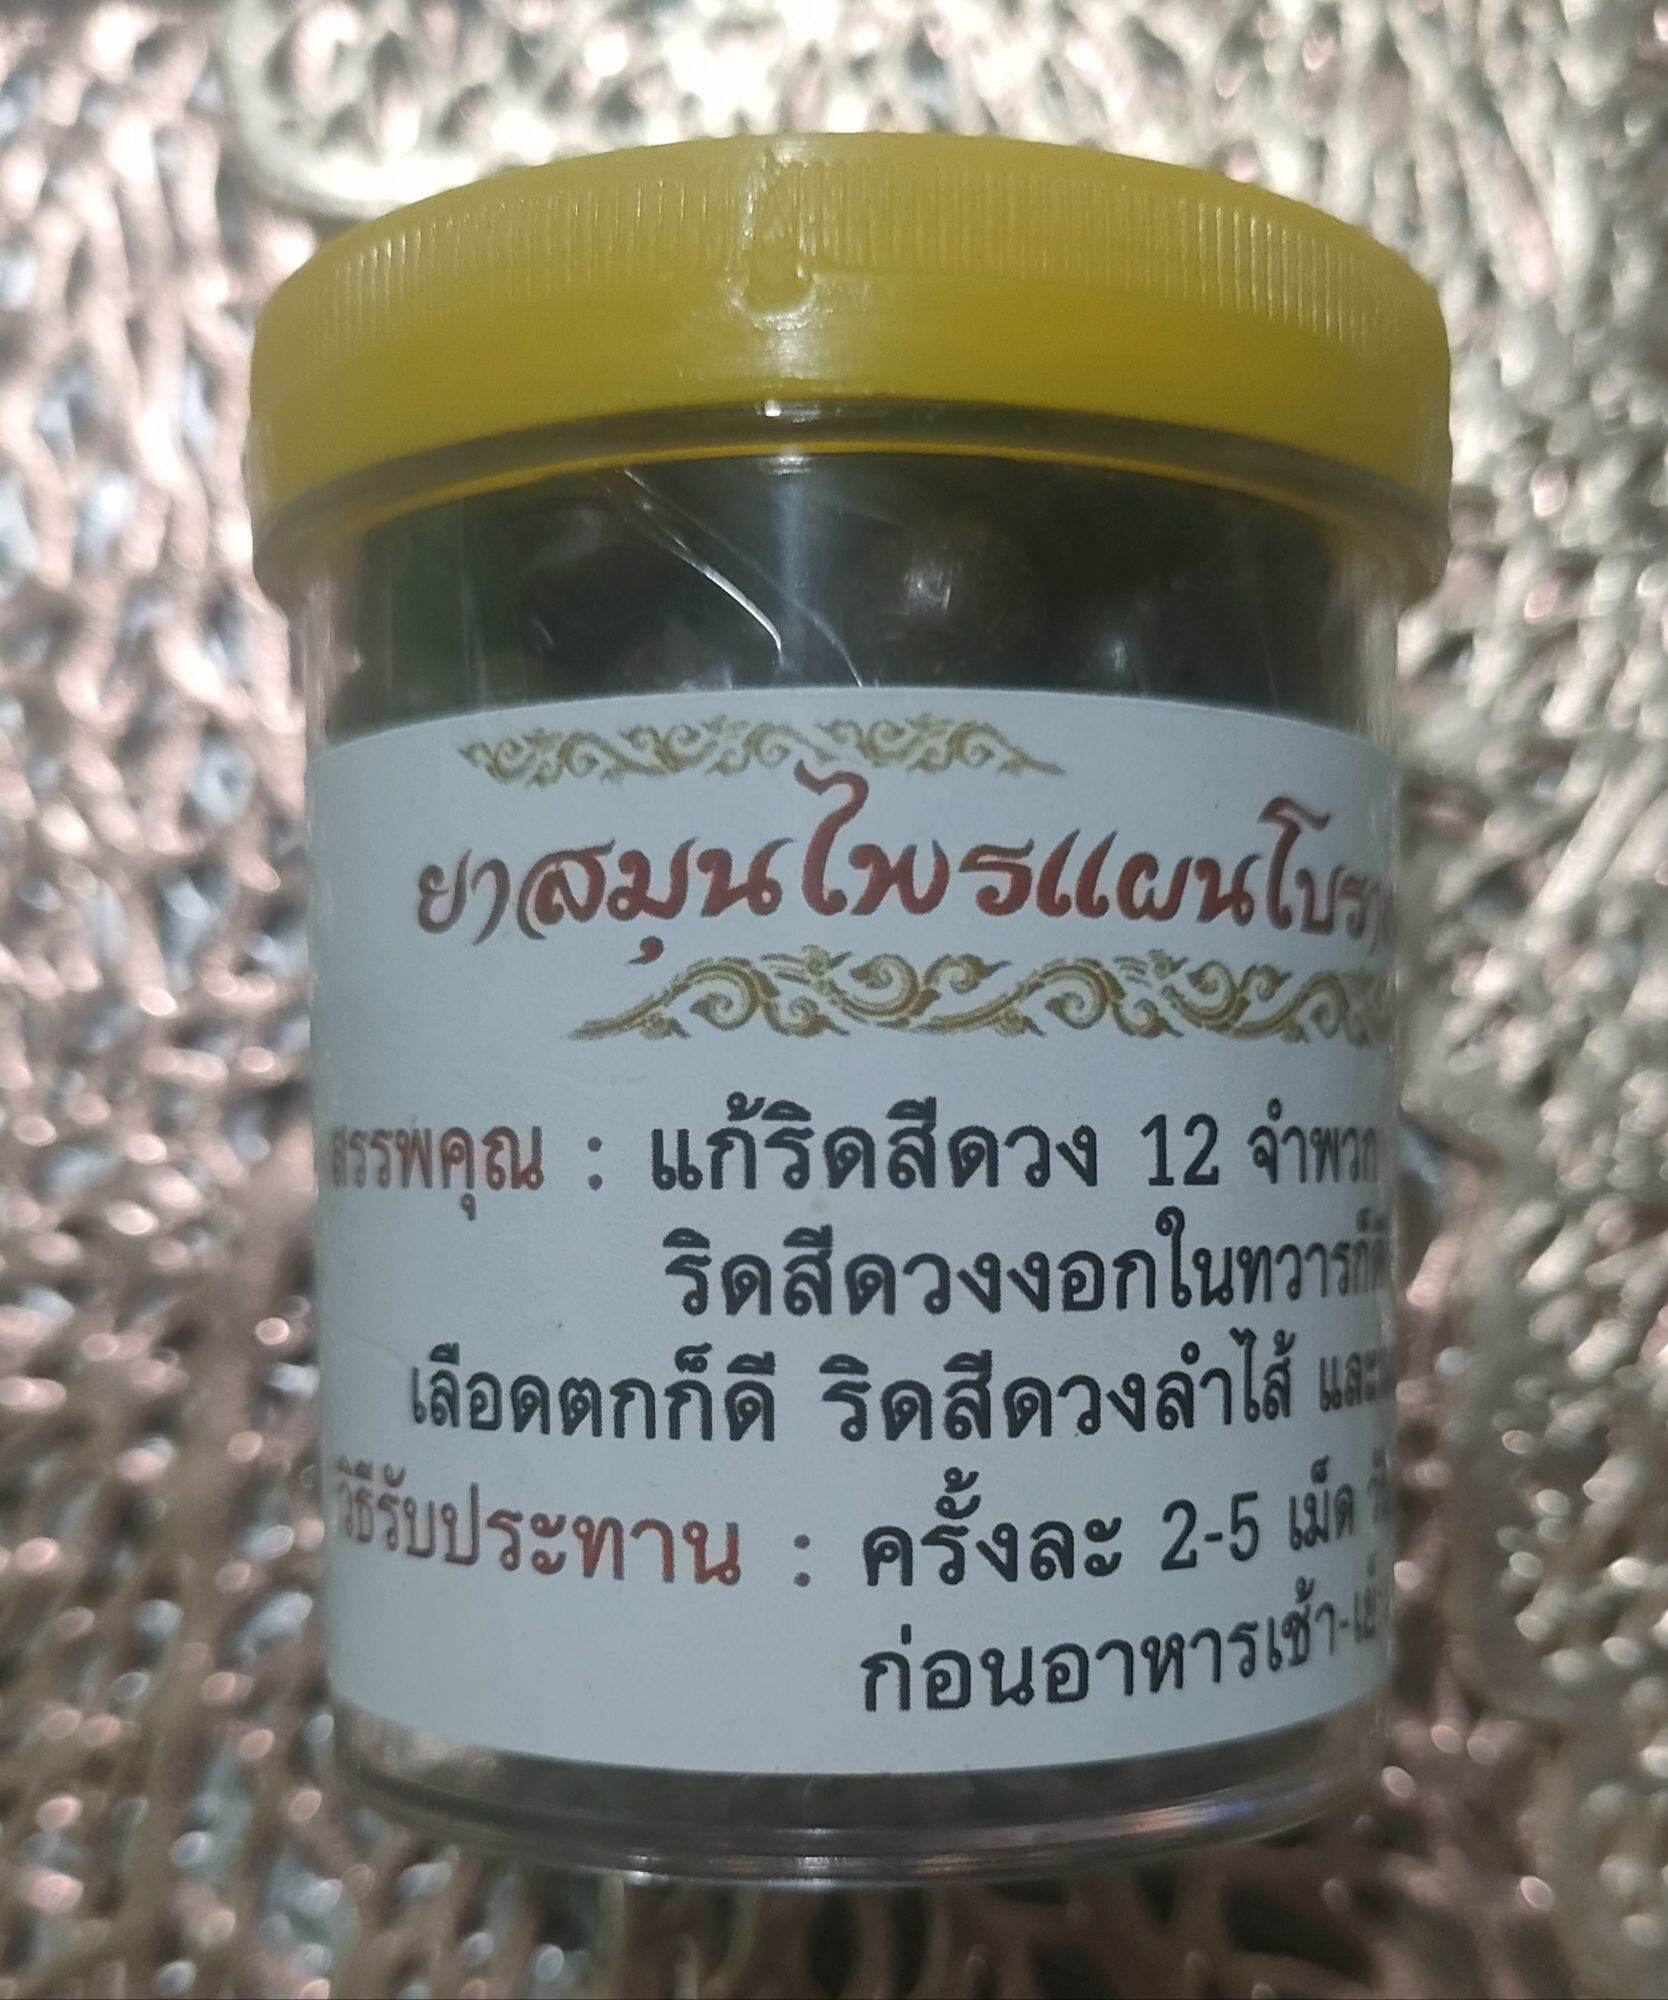 ยาสมุนไพรแผนโบราณ
สรรพคุณ : แก้ริดสีดวง 12 จำพวก
ริดสีดวงงอกในทวารก็ดี
เลือดตกก็ดี ริดสีดวงลำไส้ และ
วิธีรับประทาน : ครั้งละ 2-5 เม็ด
ก่อนอาหารเช้า-เย็น